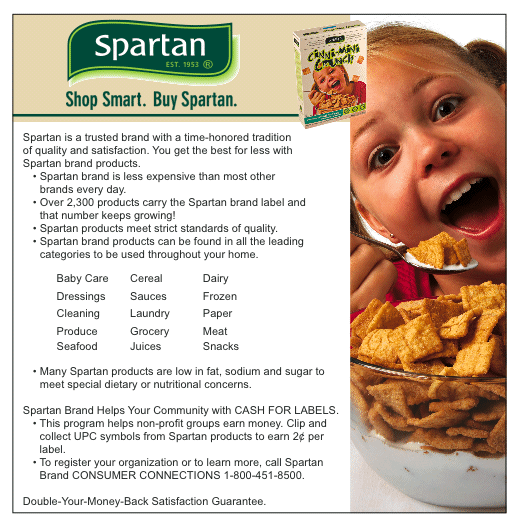 Spartan
EST. 1953 ®
Shop Smart. Buy Spartan.
CINNA-MINI
CRUNCH
Spartan is a trusted brand with a time-honored tradition
of quality and satisfaction. You get the best for less with
Spartan brand products.
• Spartan brand is less expensive than most other
brands every day.
• Over 2,300 products carry the Spartan brand label and
that number keeps growing!
• Spartan products meet strict standards of quality.
• Spartan brand products can be found in all the leading
categories to be used throughout your home.
Baby Care Cereal Dairy
Dressings Sauces Frozen
Cleaning Laundry Paper
Produce Grocery Meat
Seafood Juices Snacks
• Many Spartan products are low in fat, sodium and sugar to
meet special dietary or nutritional concerns.
Spartan Brand Helps Your Community with CASH FOR LABELS.
• This program helps non-profit groups earn money. Clip and
collect UPC symbols from Spartan products to earn 2¢ per
label.
• To register your organization or to learn more, call Spartan
Brand CONSUMER CONNECTIONS 1-800-451-8500.
Double-Your-Money-Back Satisfaction Guarantee.